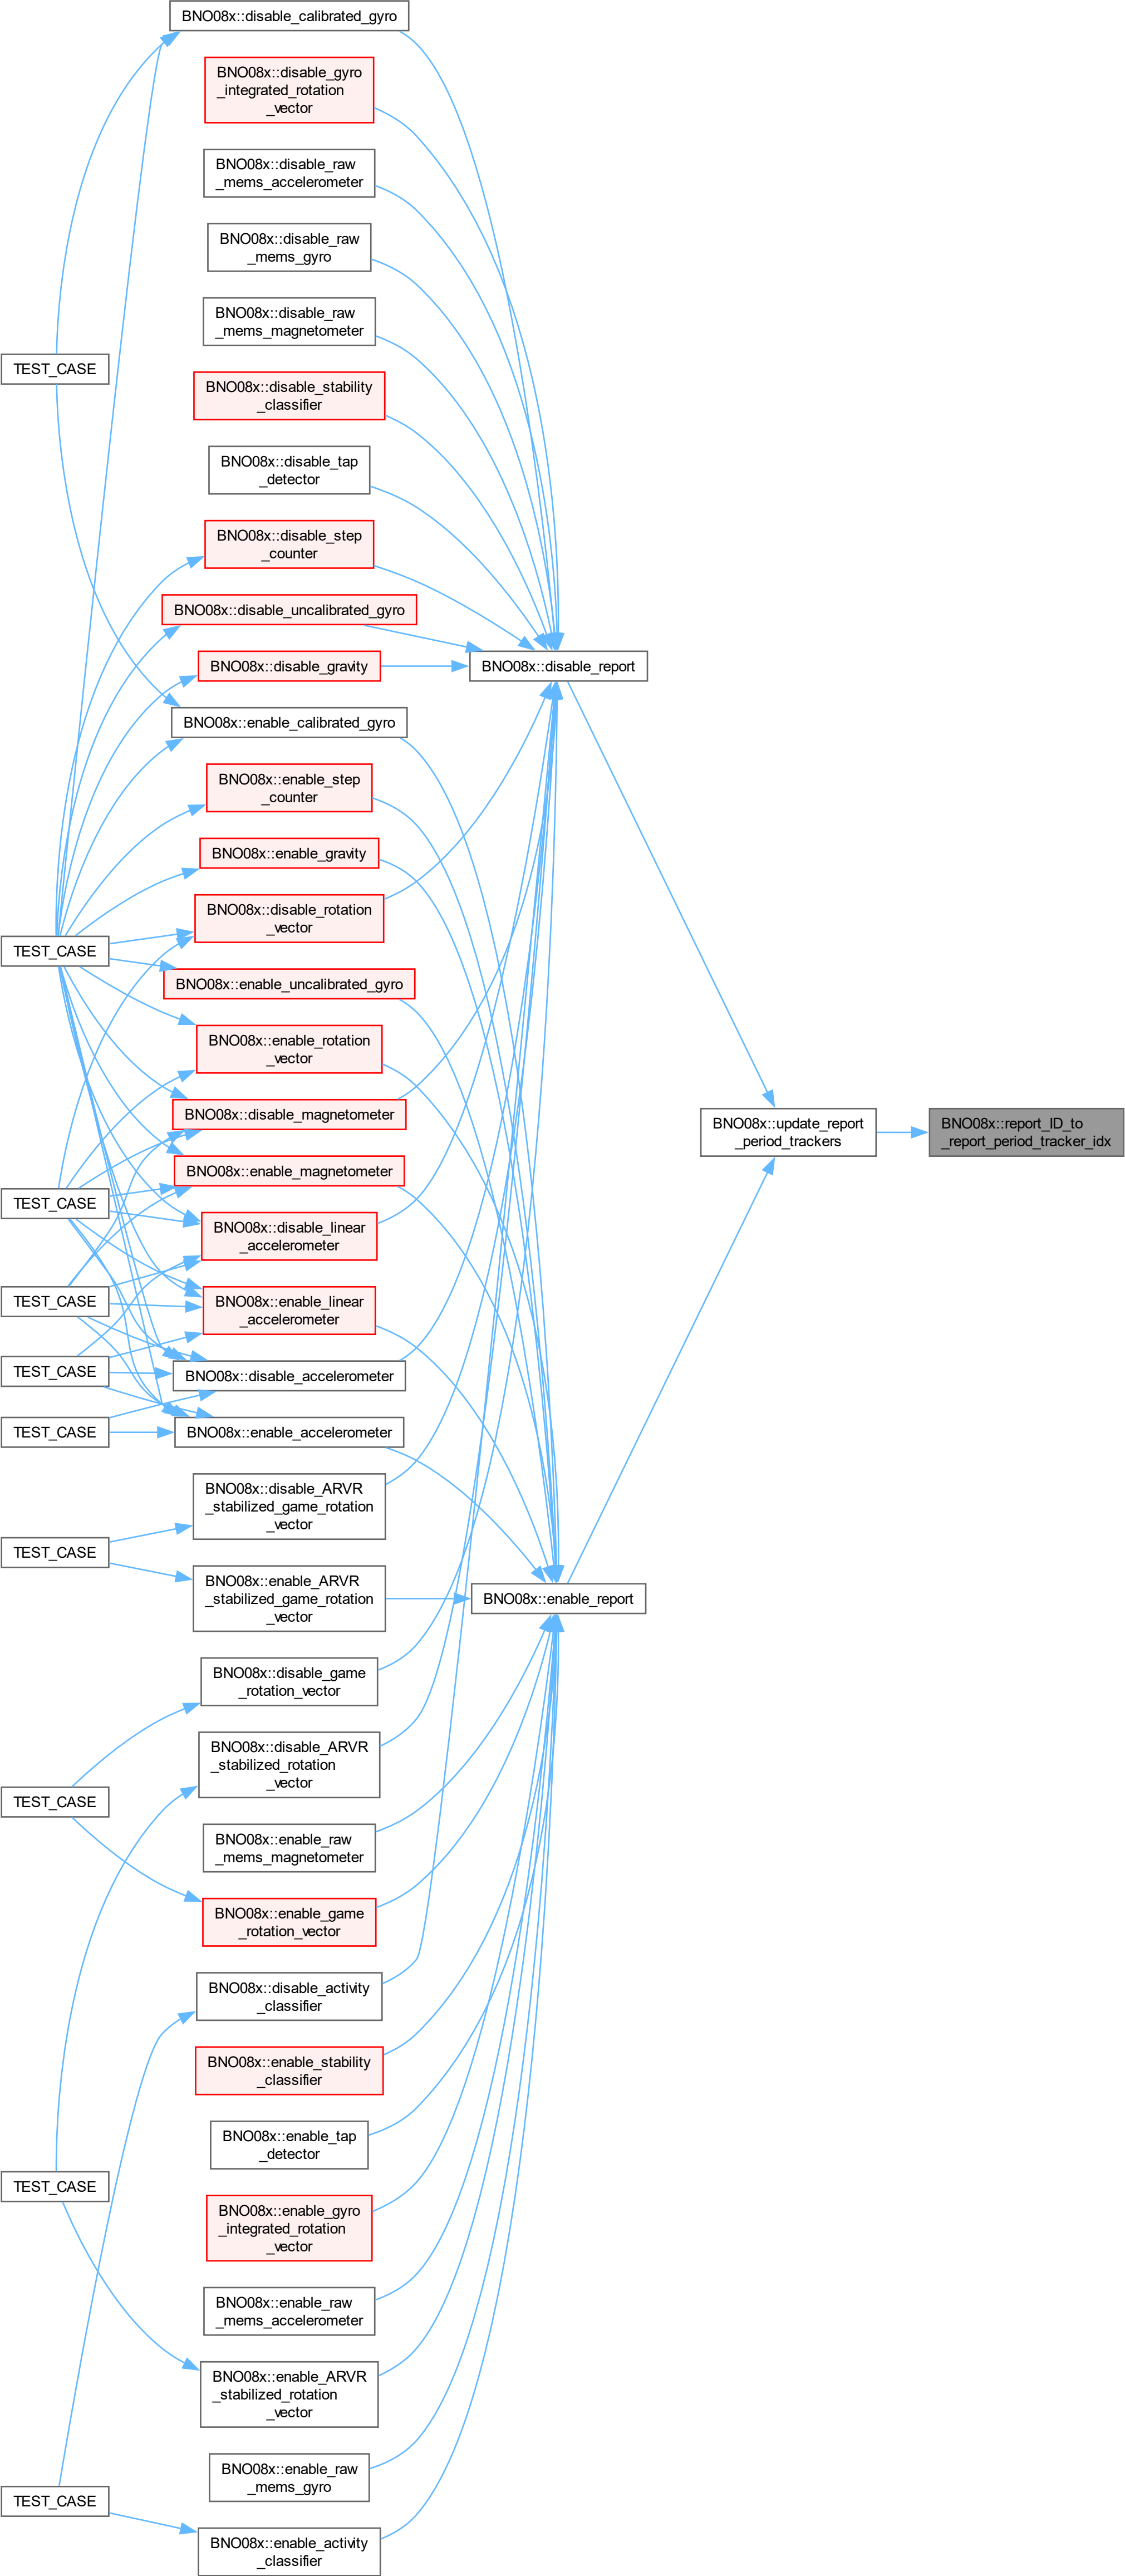 BNO08x::disable_calibrated_gyro
BNO08x::disable_gyro
_integrated_rotation
_vector
BNO08x::disable_raw
_mems_accelerometer
BNO08x::disable_raw
_mems_gyro
BNO08x::disable_raw
_mems_magnetometer
TEST_CASE
BNO08x::disable_stability
_classifier
BNO08x::disable_tap
_detector
BNO08x::disable_step
_counter
BNO08x::disable_uncalibrated_gyro
BNO08x::disable_gravity
BNO08x::disable_report
BNO08x::enable_calibrated_gyro
BNO08x::enable_step
_counter
BNO08x::enable_gravity
BNO08x::disable_rotation
_vector
TEST_CASE
BNO08x::enable_uncalibrated_gyro
BNO08x::enable_rotation
_vector
BNO08x::disable_magnetometer
BNO08x::update_report
_period_trackers
BNO08x::report_ID_to
_report_period_tracker_idx
BNO08x::enable_magnetometer
TEST_CASE
BNO08x::disable_linear
_accelerometer
TEST_CASE
BNO08x::enable_linear
_accelerometer
TEST_CASE
BNO08x::disable_accelerometer
TEST_CASE
BNO08x::enable_accelerometer
BNO08x::disable_ARVR
_stabilized_game_rotation
_vector
TEST_CASE
BNO08x::enable_ARVR
_stabilized_game_rotation
_vector
BNO08x::enable_report
BNO08x::disable_game
_rotation_vector
BNO08x::disable_ARVR
_stabilized_rotation
_vector
TEST_CASE
BNO08x::enable_raw
_mems_magnetometer
BNO08x::enable_game
_rotation_vector
BNO08x::disable_activity
_classifier
BNO08x::enable_stability
_classifier
BNO08x::enable_tap
_detector
TEST_CASE
BNO08x::enable_gyro
_integrated_rotation
_vector
BNO08x::enable_raw
_mems_accelerometer
BNO08x::enable_ARVR
_stabilized_rotation
_vector
BNO08x::enable_raw
_mems_gyro
TEST_CASE
BNO08x::enable_activity
_classifier